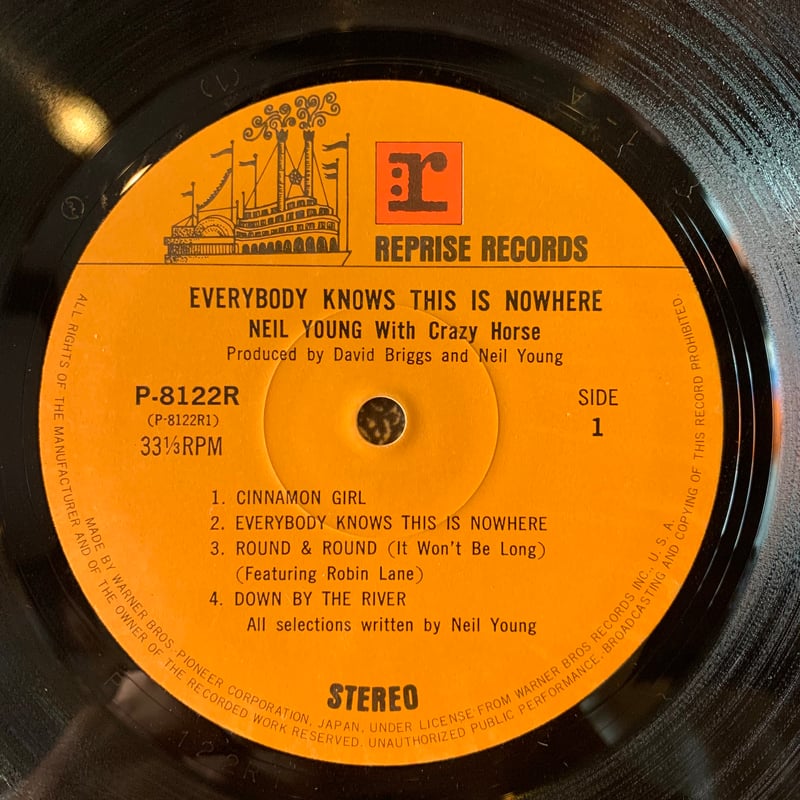 r
REPRISE RECORDS
EVERYBODY KNOWS THIS IS NOWHERE
NEIL YOUNG With Crazy Horse
Produced by David Briggs and Neil Young
P-8122R
(P-8122R1)
33⅓RPM
SIDE
1
1. CINNAMON GIRL
2. EVERYBODY KNOWS THIS IS NOWHERE
3. ROUND & ROUND (It Won't Be Long)
(Featuring Robin Lane)
4. DOWN BY THE RIVER
All selections written by Neil Young
STEREO
MADE BY WARNER BROS.-PIONEER CORPORATION, JAPAN, UNDER LICENSE FROM WARNER BROS RECORDS INC., U. S. A.
ALL RIGHTS OF THE MANUFACTURER AND OF THE OWNER OF THE RECORDED WORK RESERVED. UNAUTHORIZED PUBLIC PERFORMANCE, BROADCASTING AND COPYING OF THIS RECORD PROHIBITED.